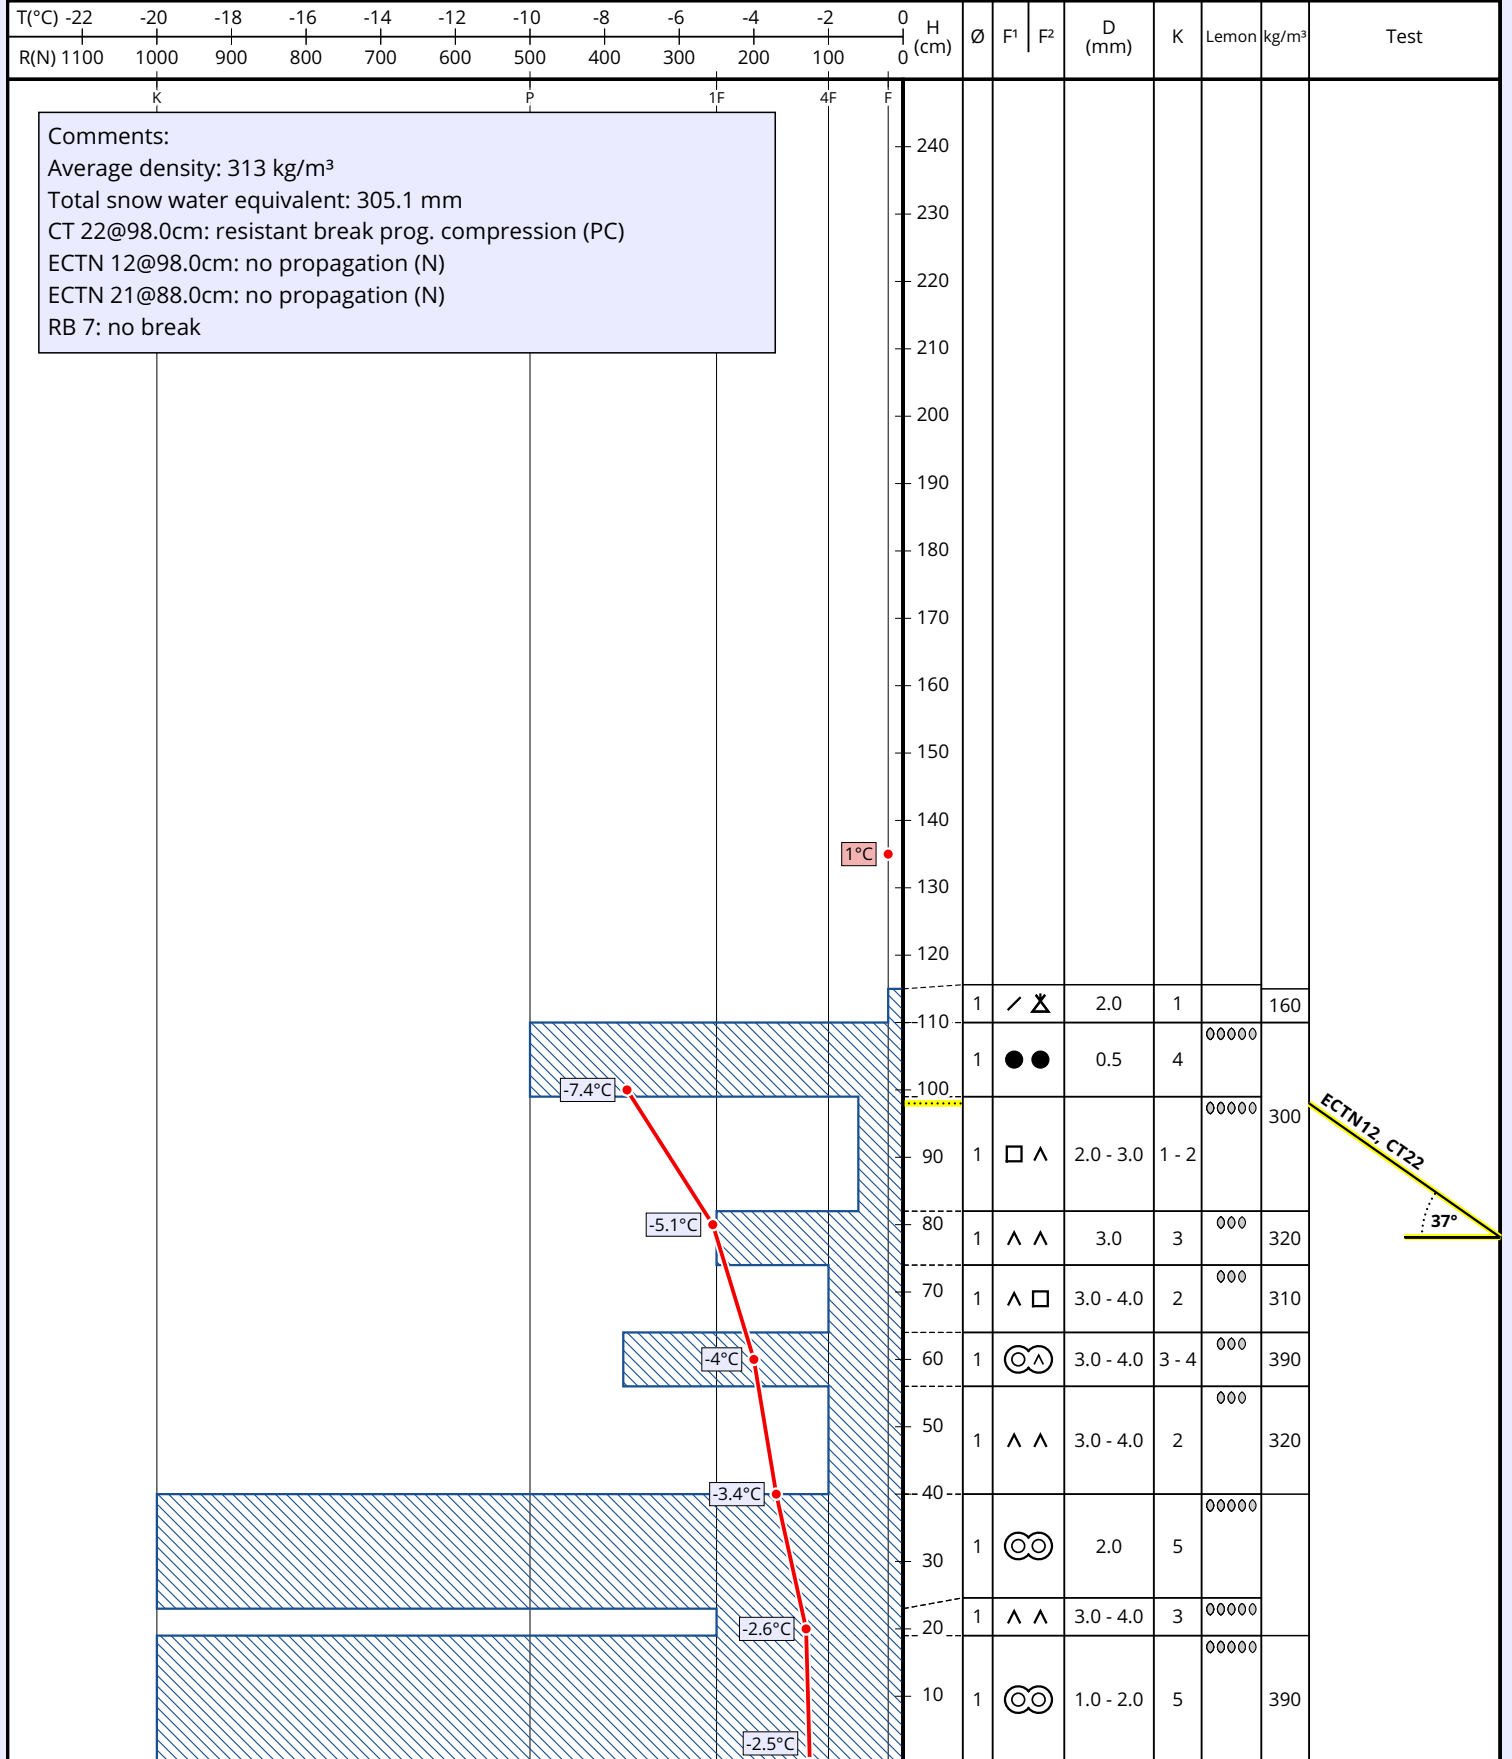 T(°C) -22 -20 -18 -16 -14 -12 -10 -8 -6 -4 -2 0
R(N) 1100 1000 900 800 700 600 500 400 300 200 100 0
H (cm) Ø F¹ F² D (mm) K Lemon kg/m³ Test
K P 1F 4F F
Comments:
Average density: 313 kg/m³
Total snow water equivalent: 305.1 mm
CT 22@98.0cm: resistant break prog. compression (PC)
ECTN 12@98.0cm: no propagation (N)
ECTN 21@88.0cm: no propagation (N)
RB 7: no break
240
230
220
210
200
190
180
170
160
150
140
1°C
130
120
1 2.0 1 160
110
1 0.5 4
-7.4°C 100
300
ECTN12, CT22
90 1 2.0 - 3.0 1 - 2
37°
-5.1°C 80
1 3.0 3 320
70 1 3.0 - 4.0 2 310
-4°C 60 1 3.0 - 4.0 3 - 4 390
50 1 3.0 - 4.0 2 320
-3.4°C 40
30 1 2.0 5
1 3.0 - 4.0 3
-2.6°C 20
10 1 1.0 - 2.0 5 390
-2.5°C